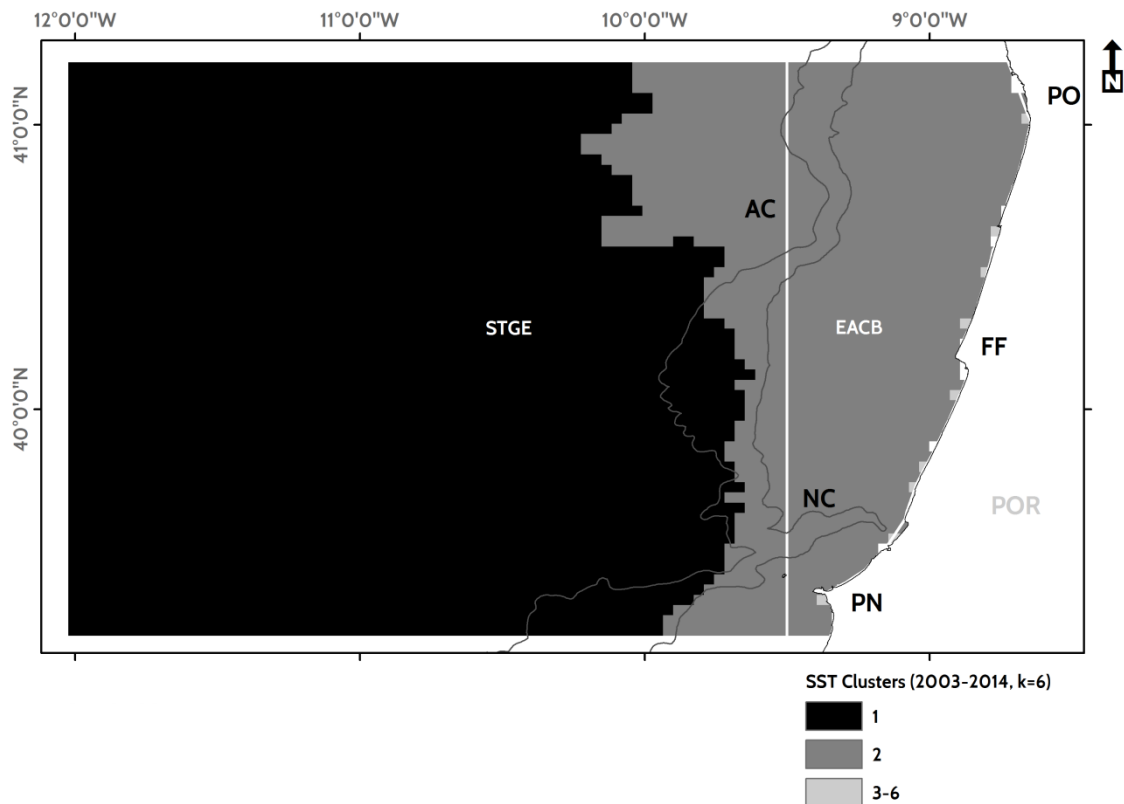 12°0'0"W 11°0'0"W 10°0'0"W 9°0'0"W
N
PO
41°0'0"N
AC
STGE
EACB
FF
40°0'0"N
NC
POR
PN
SST Clusters (2003-2014, k=6)
1
2
3-6